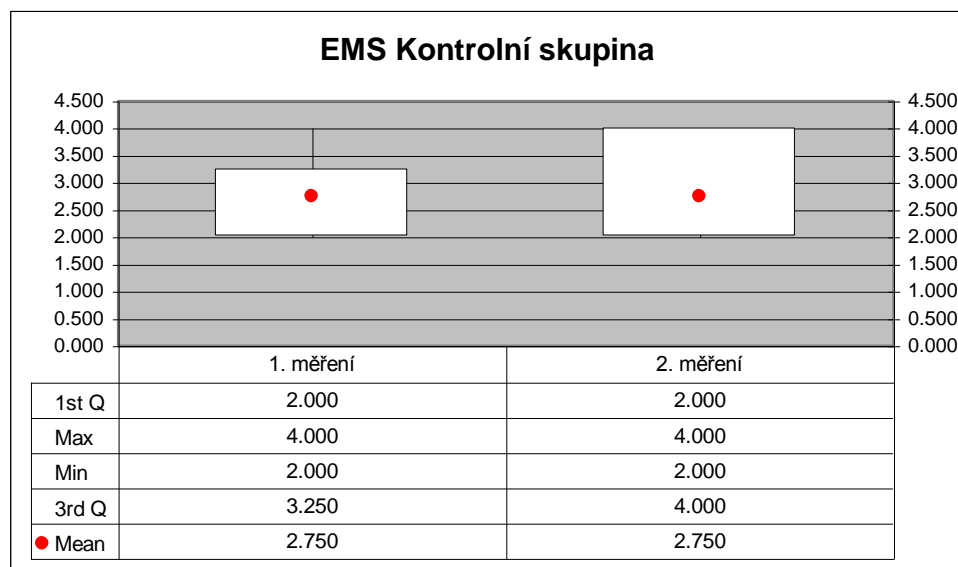 EMS Kontrolní skupina
4.500 4.500
4.000 4.000
3.500 3.500
3.000 3.000
2.500 2.500
2.000 2.000
1.500 1.500
1.000 1.000
0.500 0.500
0.000 0.000
1. měření 2. měření
1st Q 2.000 2.000
Max 4.000 4.000
Min 2.000 2.000
3rd Q 3.250 4.000
Mean 2.750 2.750